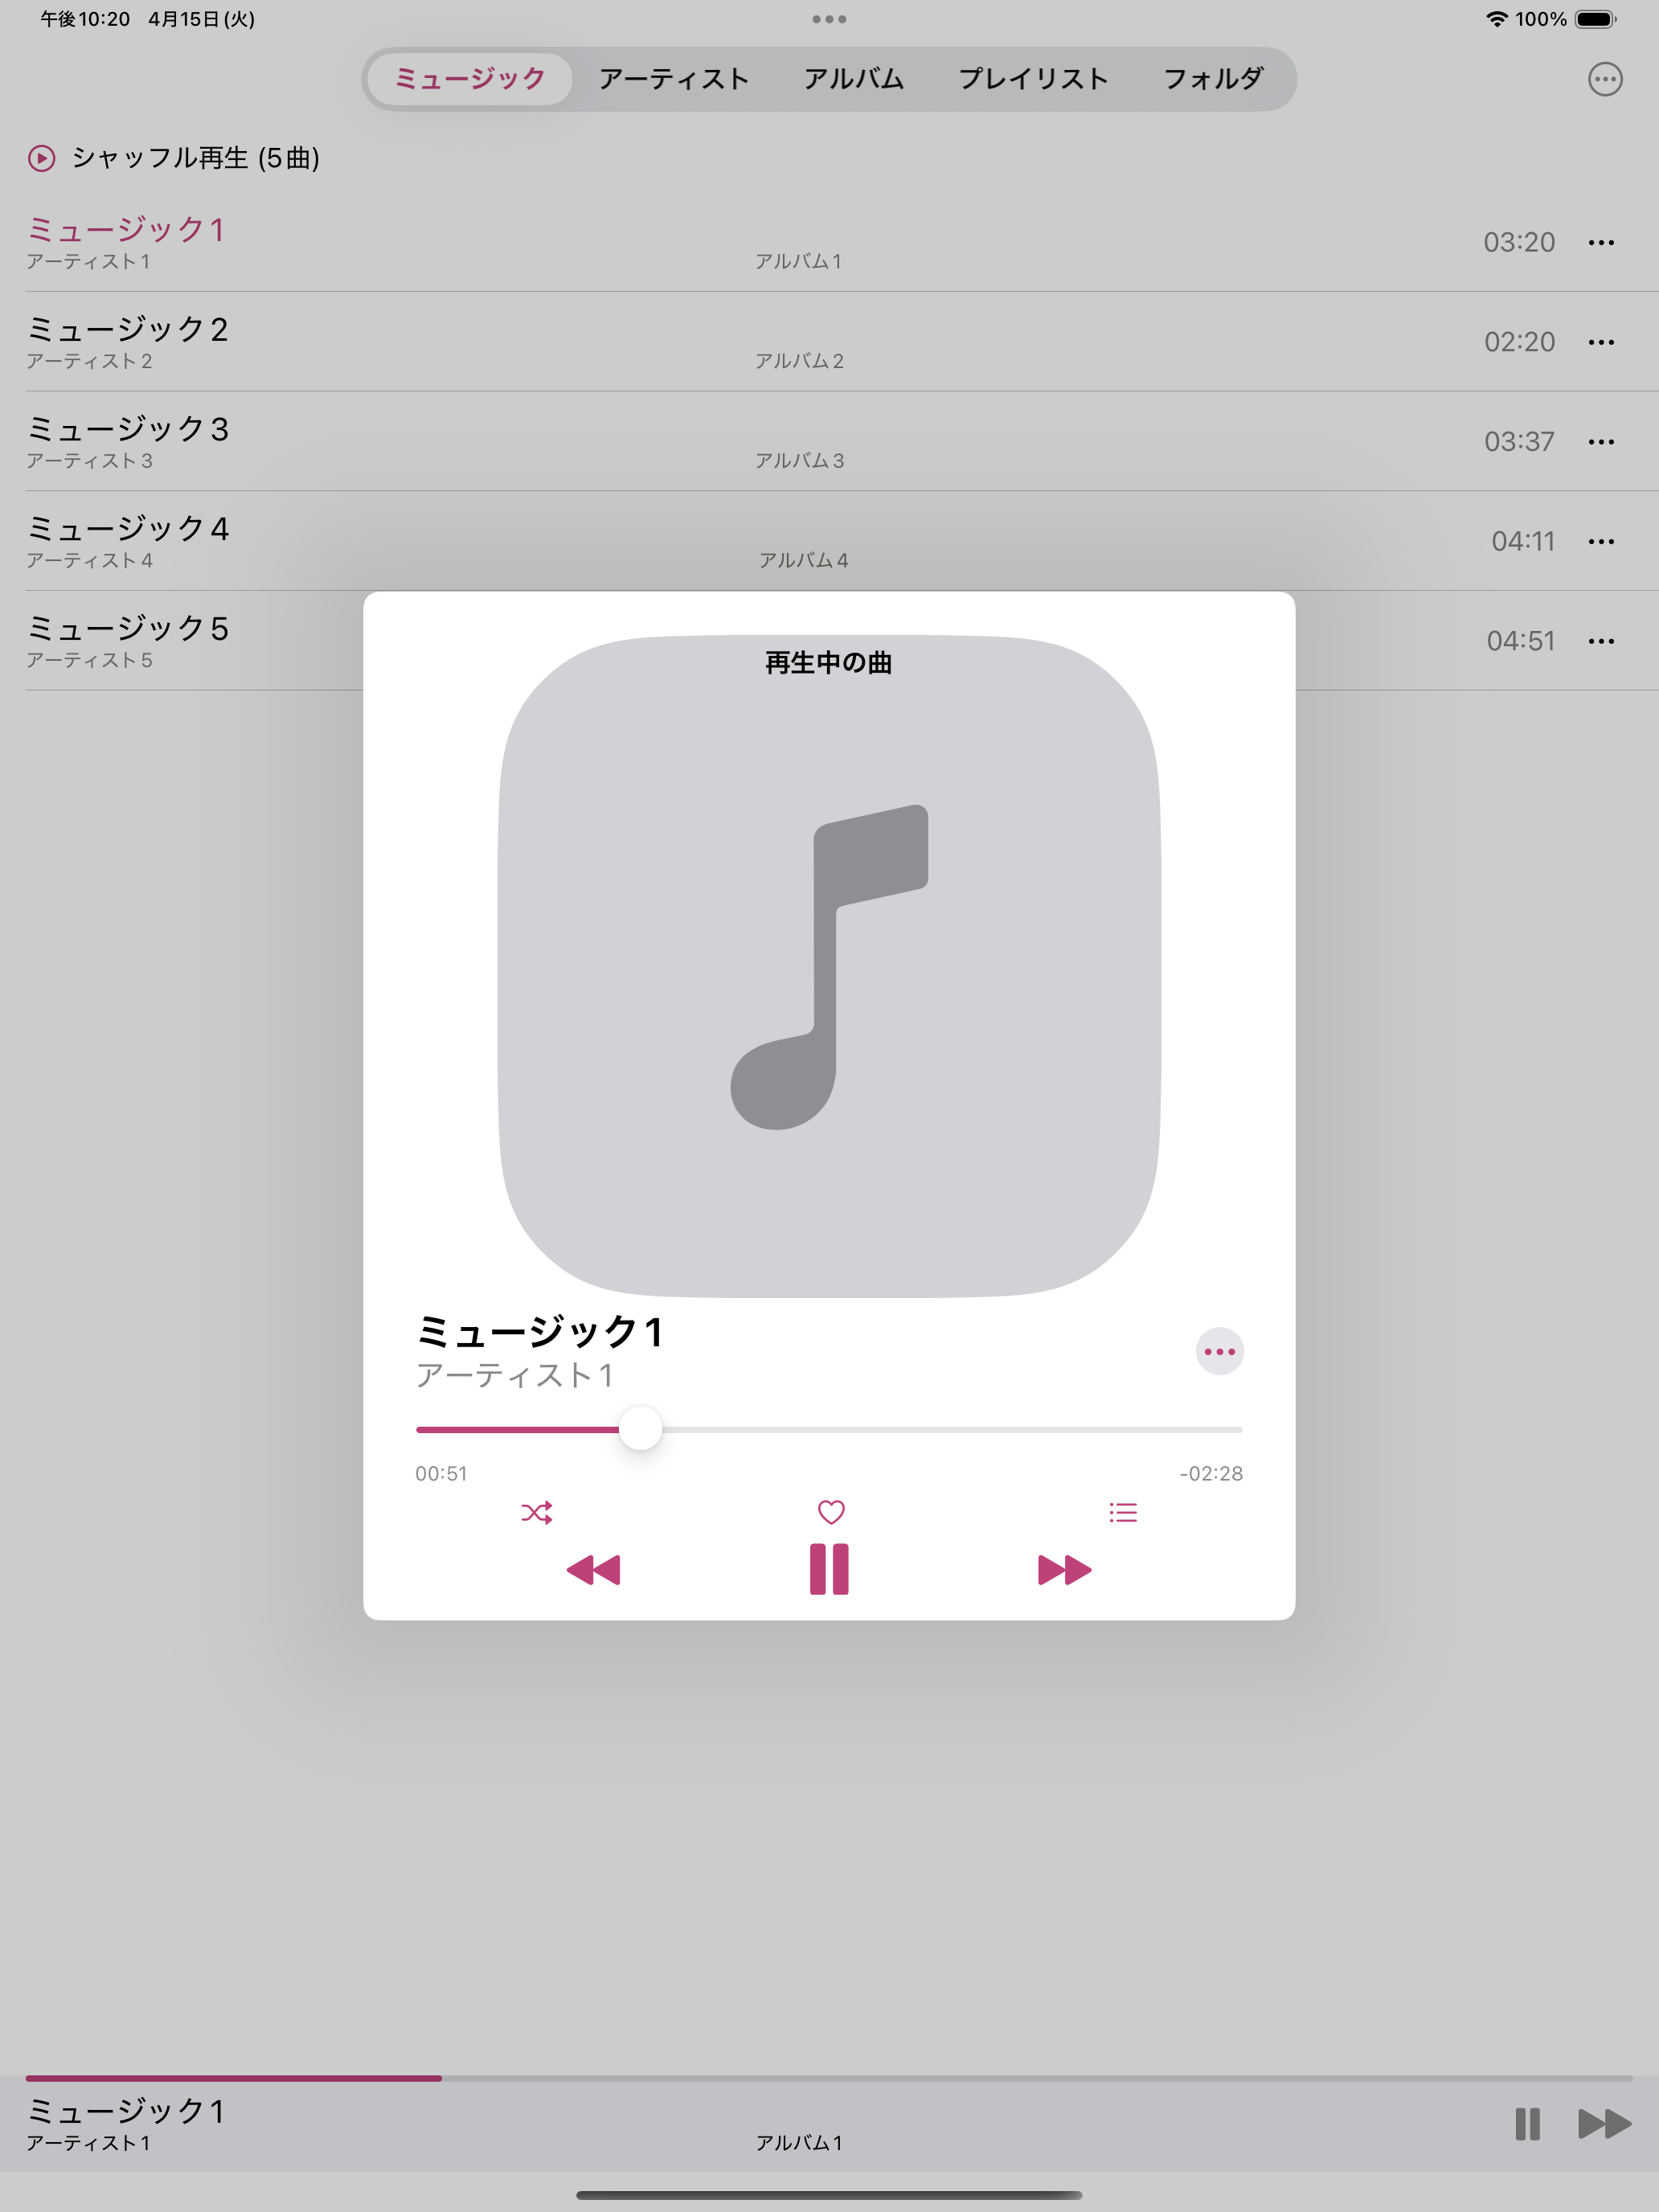 午後10:20 4月15日(火) 100%
ミュージック アーティスト アルバム プレイリスト フォルダ
シャッフル再生 (5曲)
ミュージック1
アーティスト1 アルバム1 03:20
ミュージック2
アーティスト2 アルバム2 02:20
ミュージック3
アーティスト3 アルバム3 03:37
ミュージック4
アーティスト4 アルバム4 04:11
ミュージック5
アーティスト5 04:51
再生中の曲
ミュージック1
アーティスト1
00:51 -02:28
ミュージック1
アーティスト1 アルバム1